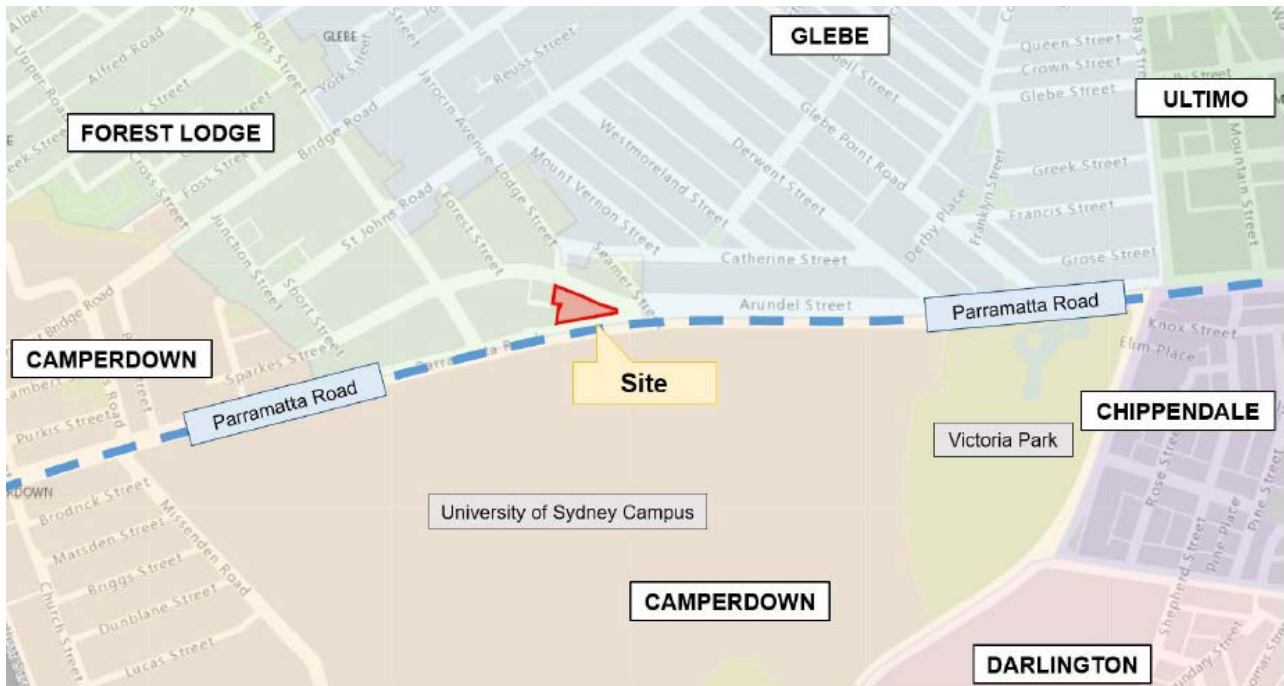 GLEBE
ULTIMO
FOREST LODGE
CAMPERDOWN
Parramatta Road
Parramatta Road
Site
CHIPPENDALE
Victoria Park
University of Sydney Campus
CAMPERDOWN
DARLINGTON
GLEBE
Alfred Road
Upper Road
York Street
Ross Street
Reuss Street
Jarocin Avenue
Bridge Road
Foss Street
Cross Street
Junction Street
Short Street
St Johns Road
Forest Street
Lodge Street
Mount Vernon Street
Westmoreland Street
Derwent Street
Glebe Point Road
Seamer Street
Catherine Street
Arundel Street
Derby Place
Franklyn Street
Queen Street
Crown Street
Glebe Street
Greek Street
Francis Street
Grose Street
Bay Street
Mountain Street
Knox Street
Elim Place
Rose Street
Pine Place
Pine Street
Shepherd Street
Sparkes Street
Purkis Street
Brodrick Street
Marsden Street
Briggs Street
Dunblane Street
Lucas Street
Church Street
Missenden Road